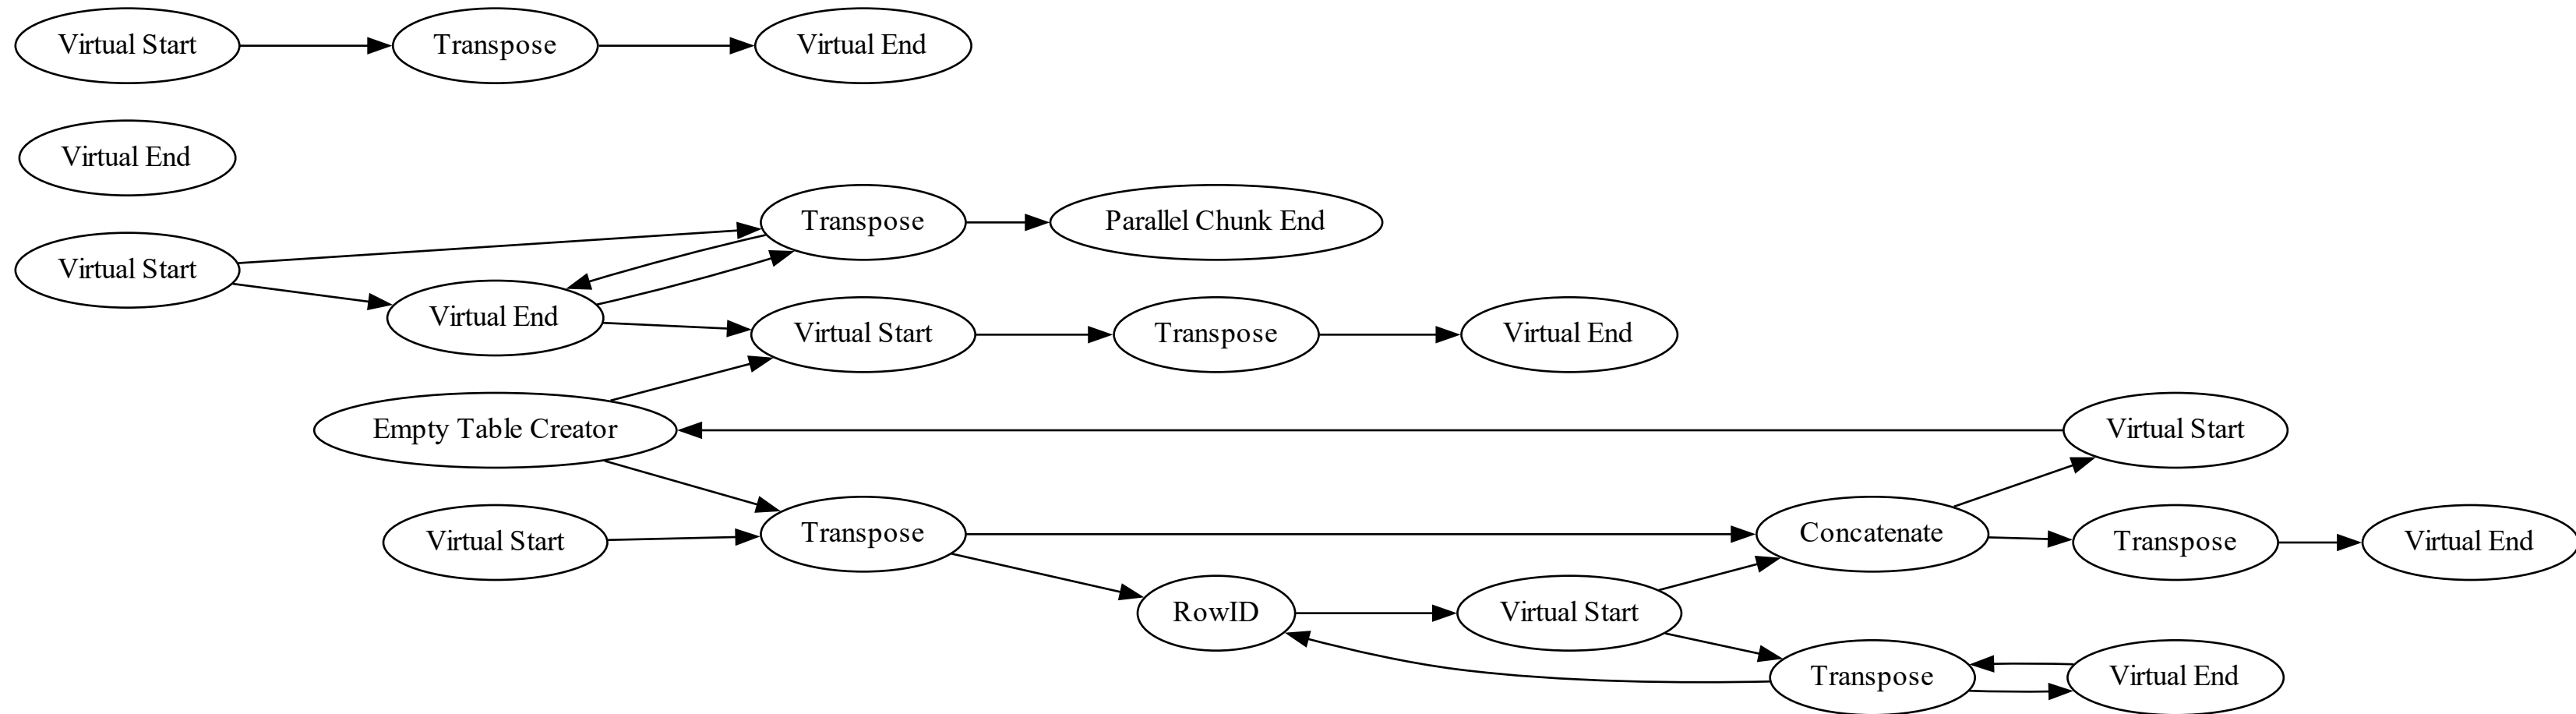 Virtual Start
Transpose
Virtual End
Virtual End
Transpose
Parallel Chunk End
Virtual Start
Virtual End
Virtual Start
Transpose
Virtual End
Empty Table Creator
Virtual Start
Virtual Start
Transpose
Concatenate
Transpose
Virtual End
RowID
Virtual Start
Transpose
Virtual End